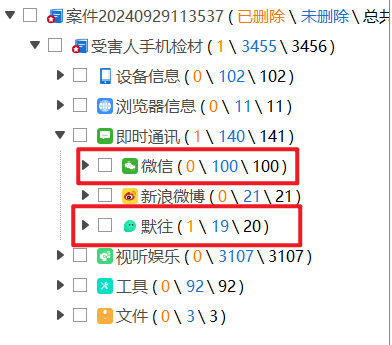 案件20240929113537 ( 已删除 \ 未删除 \ 总共
受害人手机检材 ( 1 \ 3455 \ 3456 )
设备信息 ( 0 \ 102 \ 102 )
浏览器信息 ( 0 \ 11 \ 11 )
即时通讯 ( 1 \ 140 \ 141 )
微信 ( 0 \ 100 \ 100 )
新浪微博 ( 0 \ 21 \ 21 )
默往 ( 1 \ 19 \ 20 )
视听娱乐 ( 0 \ 3107 \ 3107 )
工具 ( 0 \ 92 \ 92 )
文件 ( 0 \ 3 \ 3 )